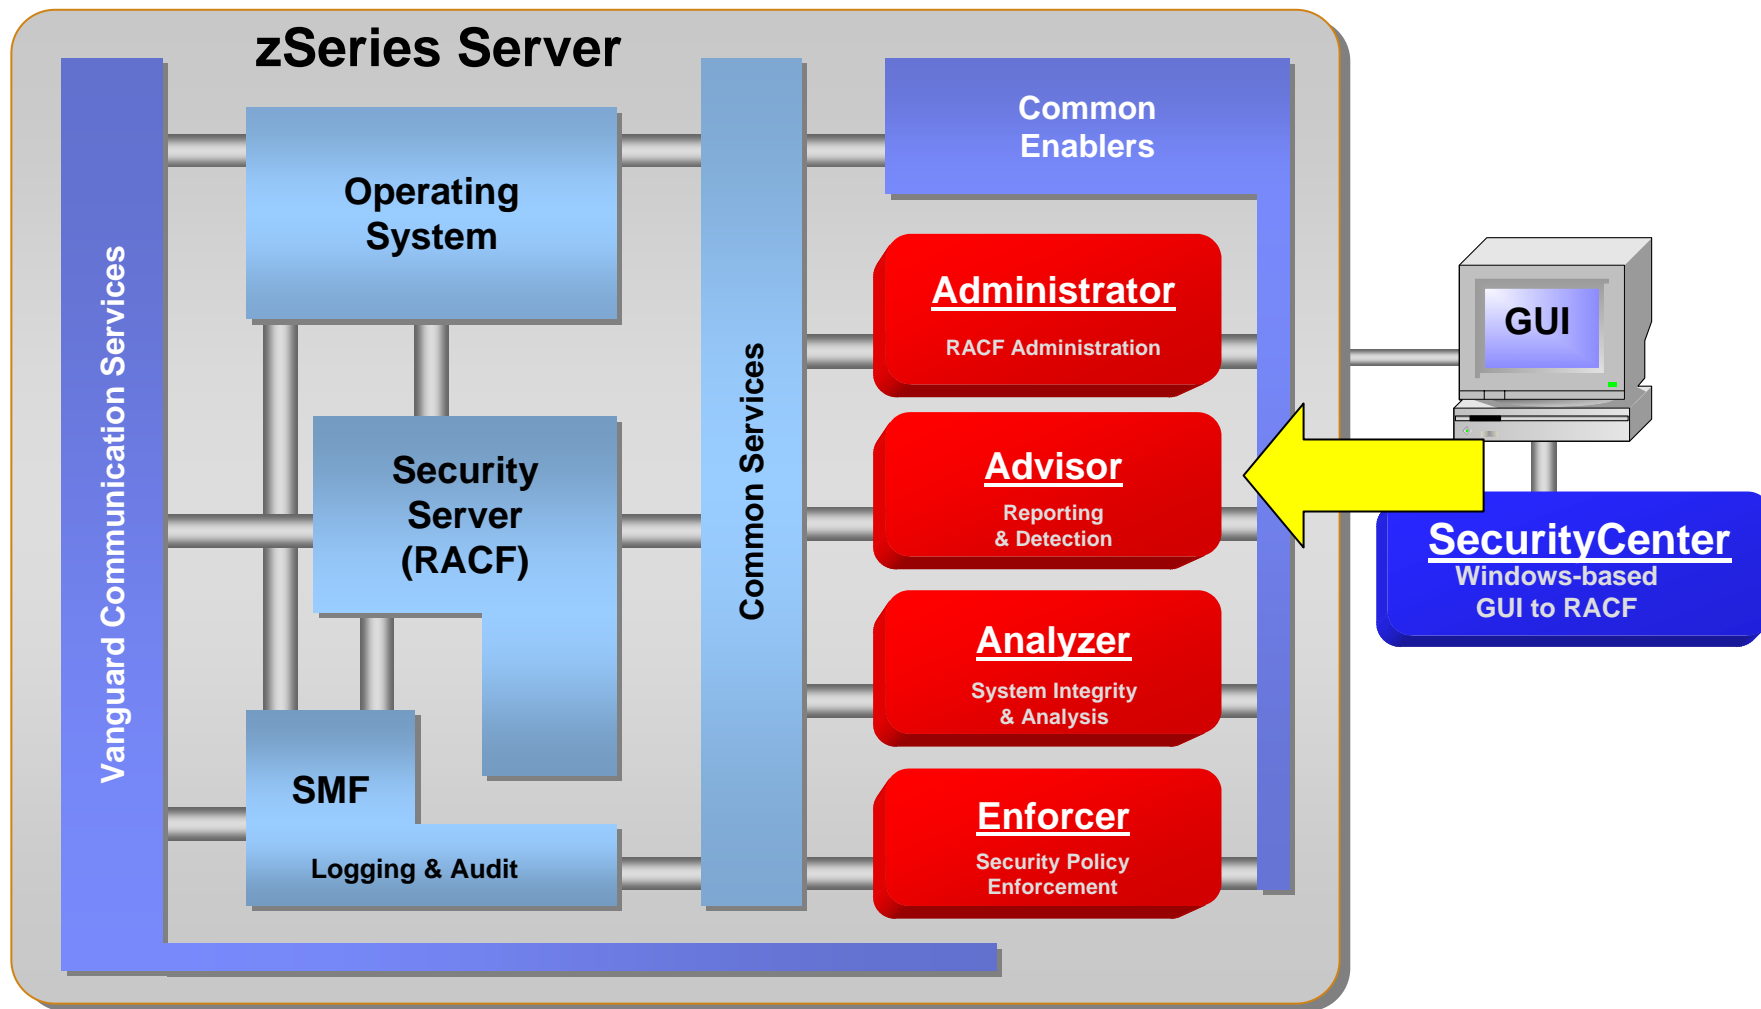 zSeries Server
Vanguard Communication Services
Operating
System
Security
Server
(RACF)
SMF
Logging & Audit
Common Services
Common
Enablers
Administrator
RACF Administration
Advisor
Reporting
& Detection
Analyzer
System Integrity
& Analysis
Enforcer
Security Policy
Enforcement
GUI
SecurityCenter
Windows-based
GUI to RACF